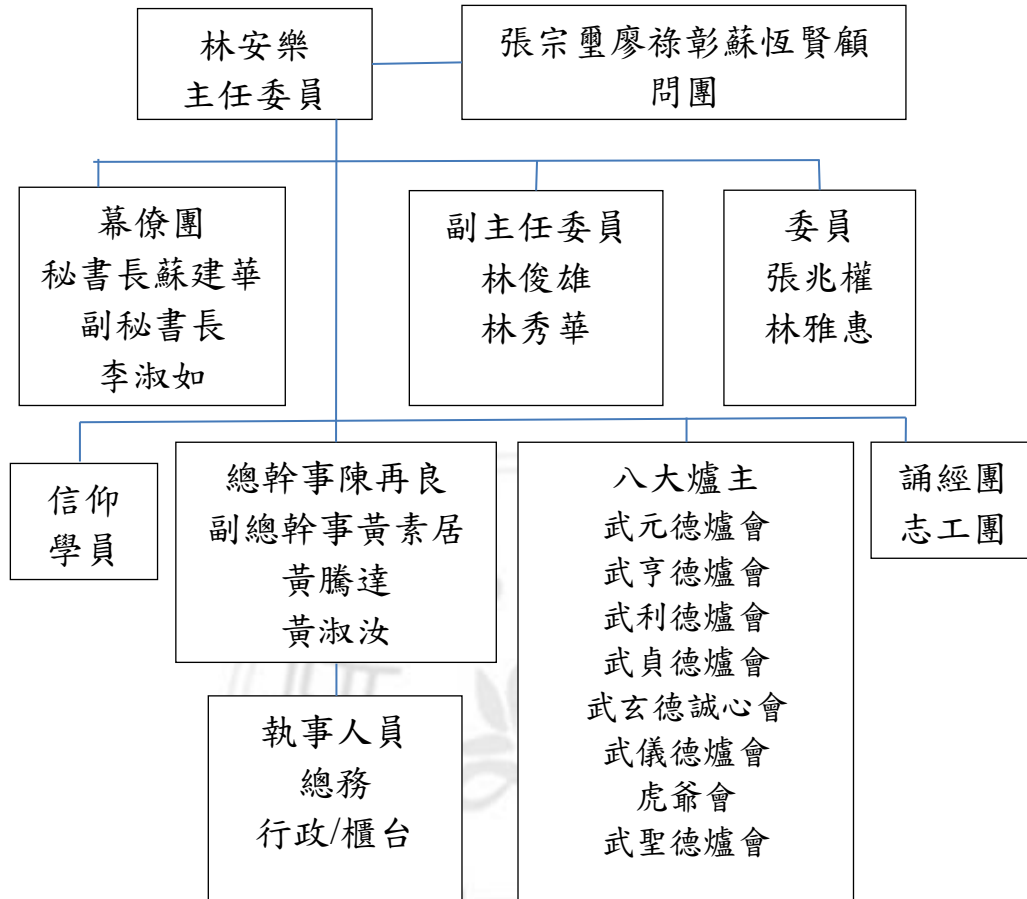 林安樂
主任委員
張宗璽廖祿彰蘇恆賢顧
問團
幕僚團
秘書長蘇建華
副秘書長
李淑如
副主任委員
林俊雄
林秀華
委員
張兆權
林雅惠
信仰
學員
總幹事陳再良
副總幹事黃素居
黃騰達
黃淑汝
八大爐主
武元德爐會
武亨德爐會
武利德爐會
武貞德爐會
武玄德誠心會
武儀德爐會
虎爺會
武聖德爐會
誦經團
志工團
執事人員
總務
行政/櫃台